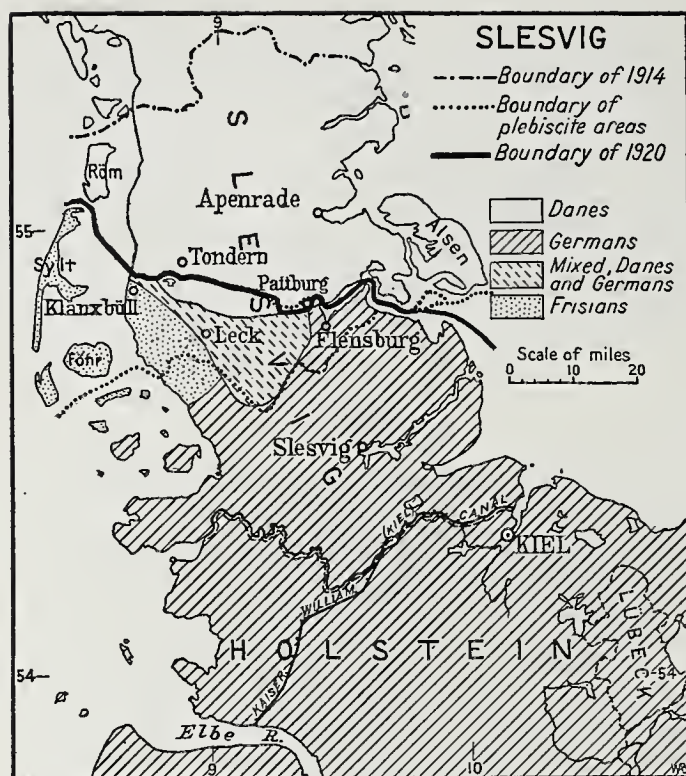 9
SLESVIG
Boundary of 1914
Boundary of
plebiscite areas
Boundary of 1920
Röm
Apenrade
Alsen
Danes
Germans
Mixed, Danes
and Germans
Frisians
55
Tondern
Sylt
Pattburg
Klanxbüll
Leck
Flensburg
Föhr
Scale of miles
0 10 20
SLESVIG
Slesvig
KAISER WILLIAM (KIEL) CANAL
KIEL
LÜBECK
HOLSTEIN
54
54
Elbe R.
9
10